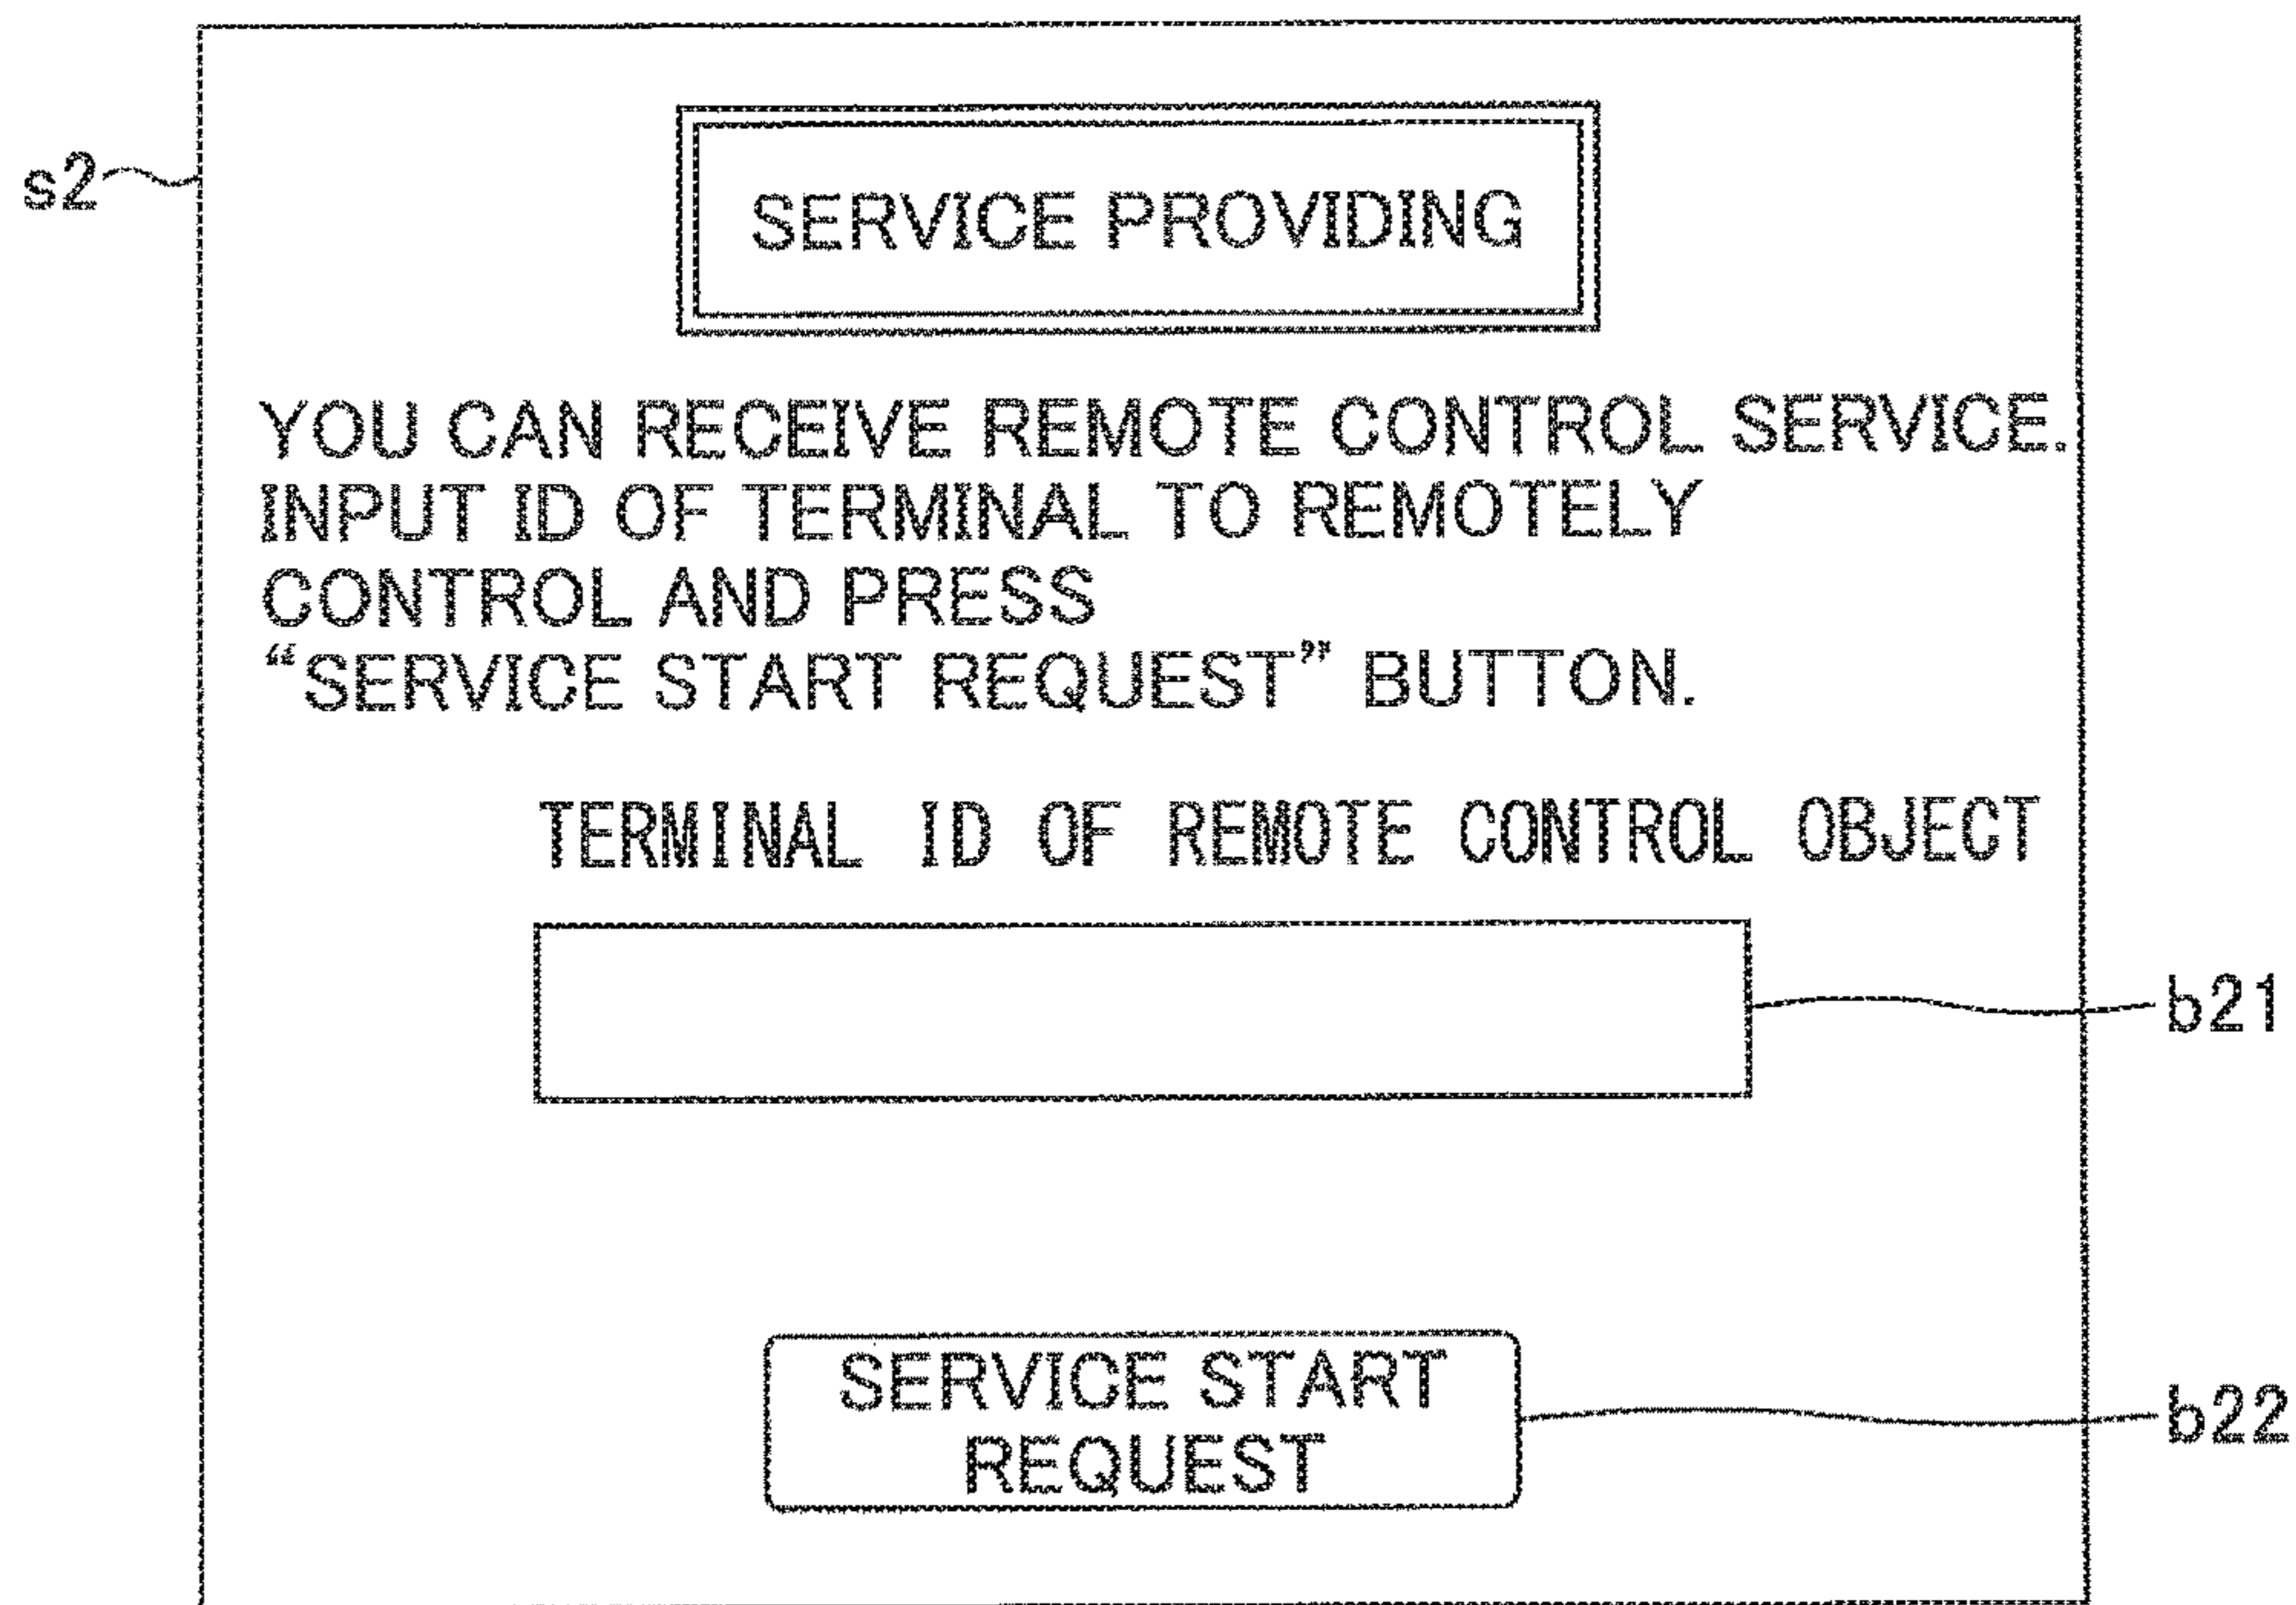 s2
SERVICE PROVIDING
YOU CAN RECEIVE REMOTE CONTROL SERVICE.
INPUT ID OF TERMINAL TO REMOTELY
CONTROL AND PRESS
“SERVICE START REQUEST” BUTTON.
TERMINAL ID OF REMOTE CONTROL OBJECT
b21
SERVICE START
REQUEST
b22